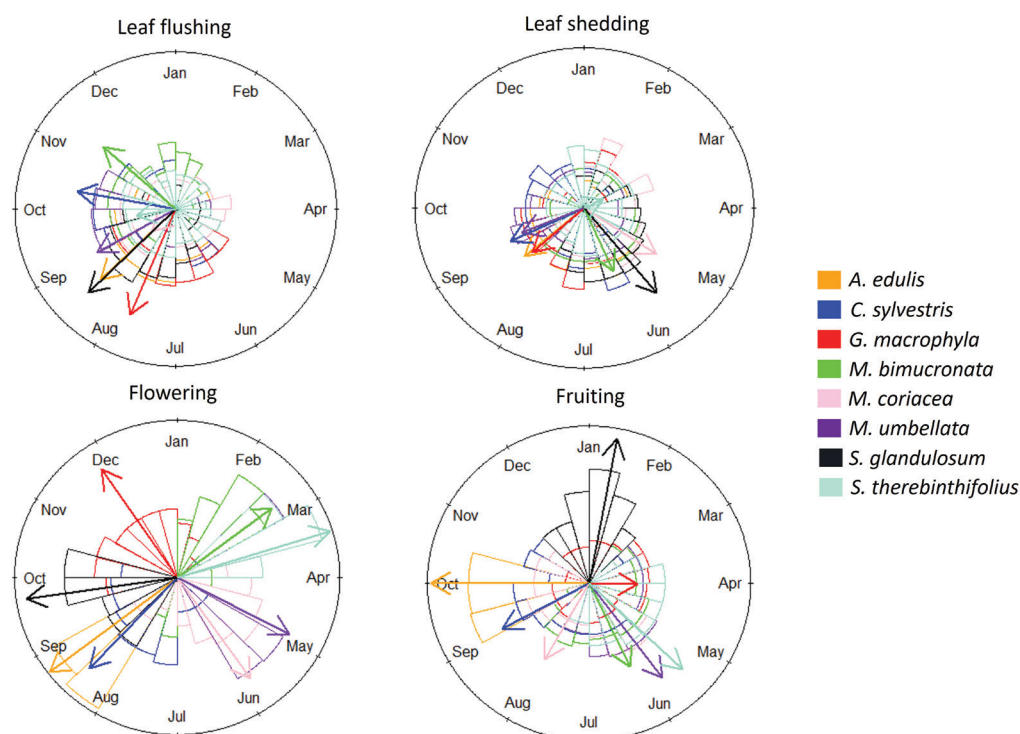 Leaf flushing
Leaf shedding
Jan
Feb
Mar
Apr
May
Jun
Jul
Aug
Sep
Oct
Nov
Dec
Jan
Feb
Mar
Apr
May
Jun
Jul
Aug
Sep
Oct
Nov
Dec
Flowering
Fruiting
Jan
Feb
Mar
Apr
May
Jun
Jul
Aug
Sep
Oct
Nov
Dec
Jan
Feb
Mar
Apr
May
Jun
Jul
Aug
Sep
Oct
Nov
Dec
A. edulis
C. sylvestris
G. macrophyla
M. bimucronata
M. coriacea
M. umbellata
S. glandulosum
S. therebinthifolius